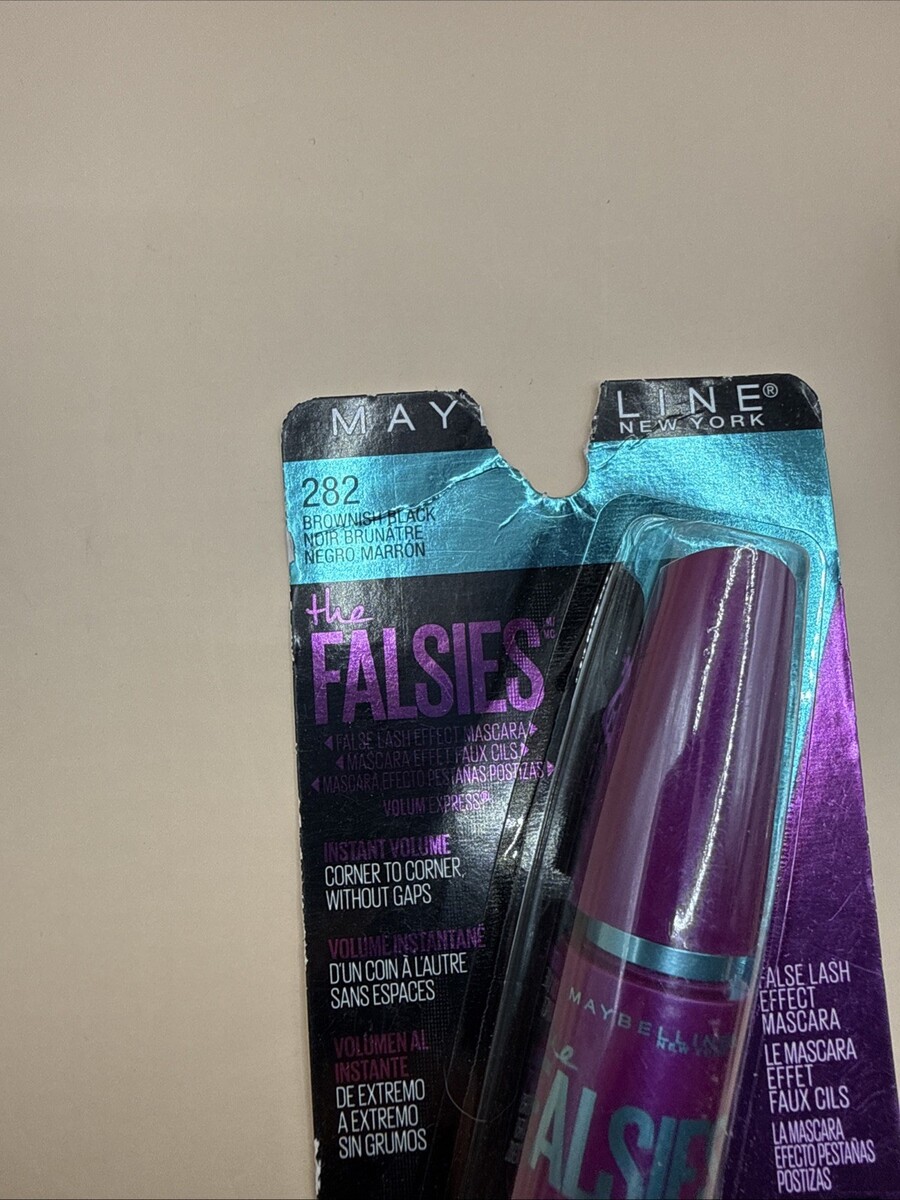 MAY LINE®
NEW YORK
282
BROWNISH BLACK
NOIR BRUNÂTRE
NEGRO MARRÓN
the
FALSIES
FALSE LASH EFFECT MASCARA
MASCARA EFFET FAUX CILS
MASCARA EFECTO PESTAÑAS POSTIZAS
VOLUM EXPRESS®
INSTANT VOLUME
CORNER TO CORNER,
WITHOUT GAPS
VOLUME INSTANTANÉ
D'UN COIN À L'AUTRE
SANS ESPACES
VOLUMEN AL
INSTANTE
DE EXTREMO
A EXTREMO
SIN GRUMOS
MAYBELLINE
NEW YORK
FALSE LASH
EFFECT
MASCARA
LE MASCARA
EFFET
FAUX CILS
LA MASCARA
EFECTO PESTAÑAS
POSTIZAS